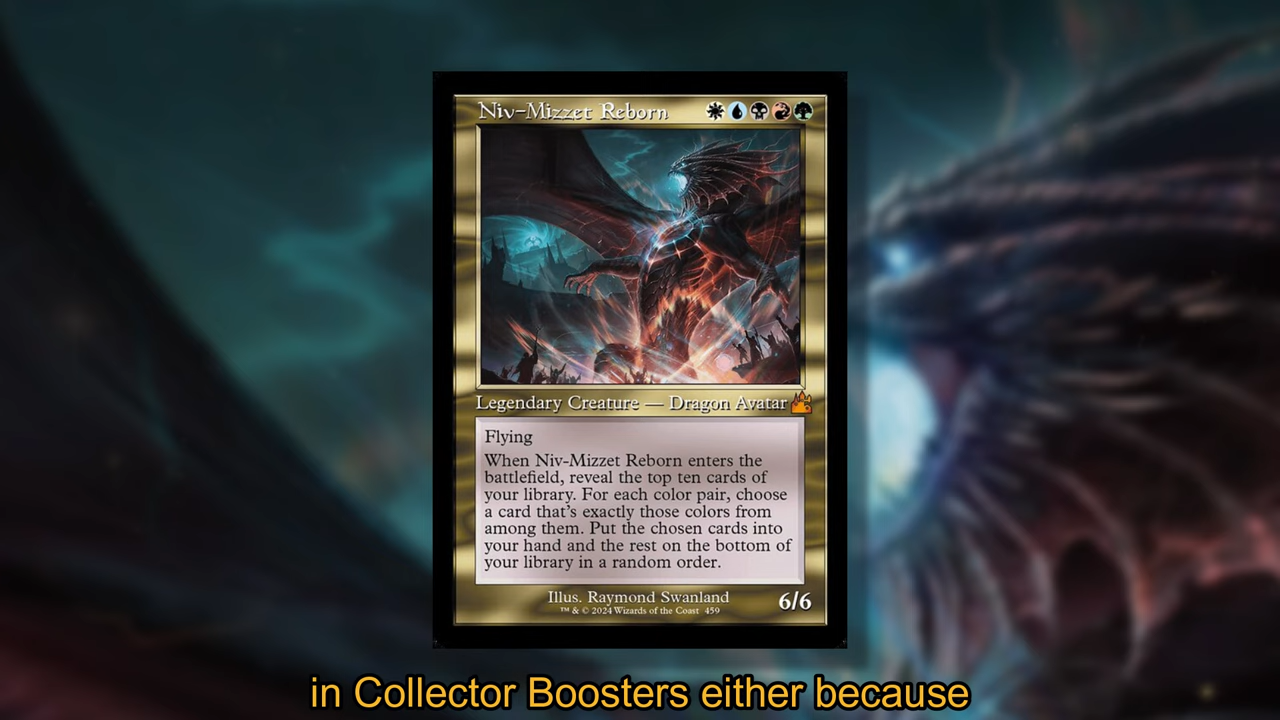 Niv-Mizzet Reborn
Legendary Creature — Dragon Avatar
Flying
When Niv-Mizzet Reborn enters the
battlefield, reveal the top ten cards of
your library. For each color pair, choose
a card that's exactly those colors from
among them. Put the chosen cards into
your hand and the rest on the bottom of
your library in a random order.
Illus. Raymond Swanland
™ & © 2024 Wizards of the Coast 459
6/6
in Collector Boosters either because